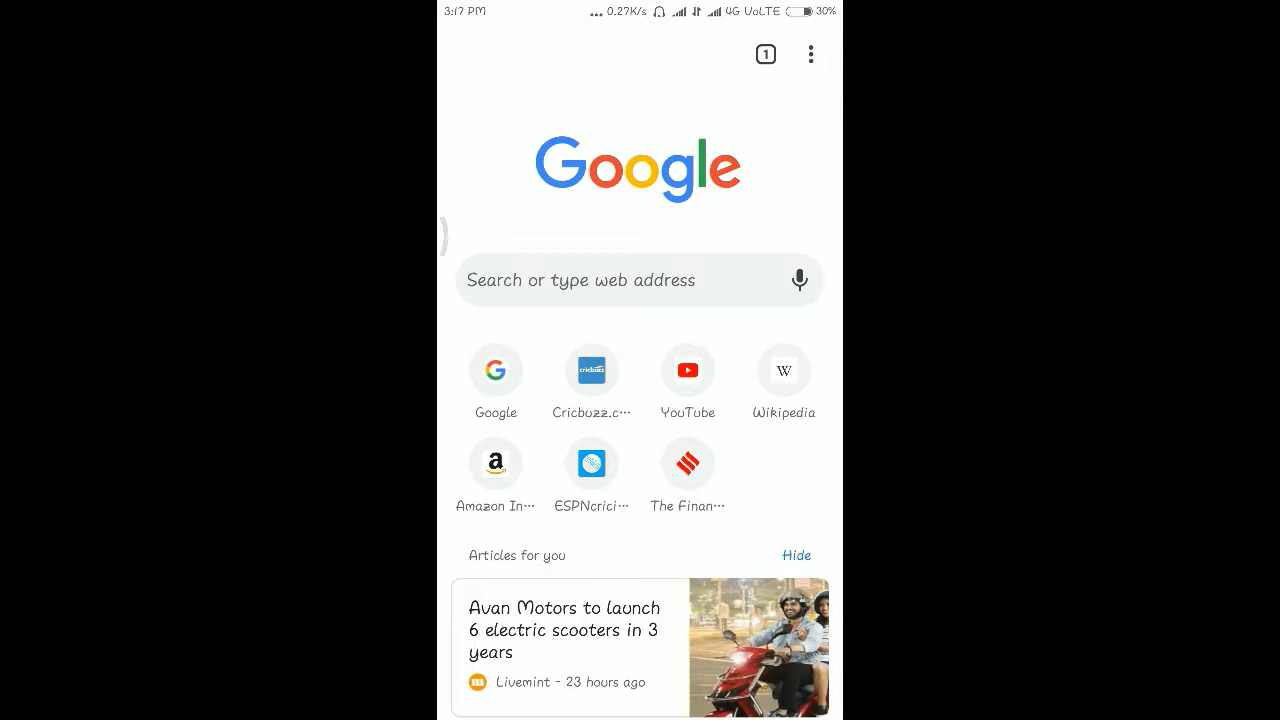 3:17 PM ... 0.27K/s 4G VoLTE 30%
1
Google
Search or type web address
cricbuzz
W
Google Cricbuzz.c... YouTube Wikipedia
a
Amazon In... ESPNcrici... The Finan...
Articles for you Hide
Avan Motors to launch
6 electric scooters in 3
years
m Livemint - 23 hours ago